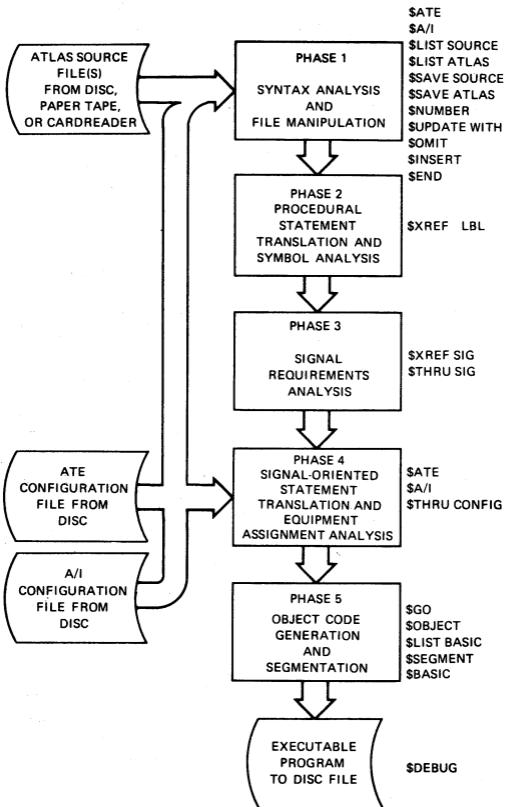 $ATE
$A/I
$LIST SOURCE
$LIST ATLAS
$SAVE SOURCE
$SAVE ATLAS
$NUMBER
$UPDATE WITH
$OMIT
$INSERT
$END
ATLAS SOURCE
FILE(S)
FROM DISC,
PAPER TAPE,
OR CARDREADER
PHASE 1
SYNTAX ANALYSIS
AND
FILE MANIPULATION
PHASE 2
PROCEDURAL
STATEMENT
TRANSLATION AND
SYMBOL ANALYSIS
$XREF LBL
PHASE 3
SIGNAL
REQUIREMENTS
ANALYSIS
$XREF SIG
$THRU SIG
ATE
CONFIGURATION
FILE FROM
DISC
PHASE 4
SIGNAL-ORIENTED
STATEMENT
TRANSLATION AND
EQUIPMENT
ASSIGNMENT ANALYSIS
$ATE
$A/I
$THRU CONFIG
A/I
CONFIGURATION
FILE FROM
DISC
PHASE 5
OBJECT CODE
GENERATION
AND
SEGMENTATION
$GO
$OBJECT
$LIST BASIC
$SEGMENT
$BASIC
EXECUTABLE
PROGRAM
TO DISC FILE
$DEBUG